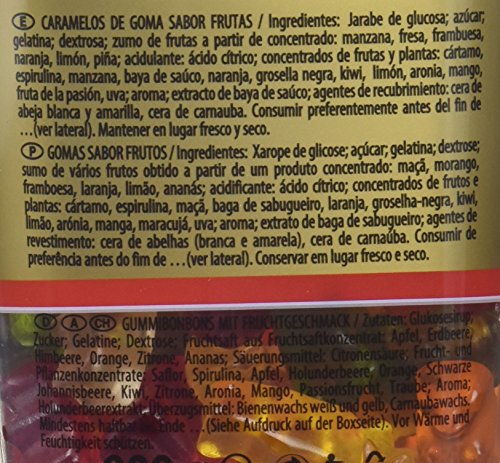 E CARAMELOS DE GOMA SABOR FRUTAS / Ingredientes: Jarabe de glucosa; azúcar;
gelatina; dextrosa; zumo de frutas a partir de concentrado: manzana, fresa, frambuesa,
naranja, limón, piña; acidulante: ácido cítrico; concentrados de frutas y plantas: cártamo,
espirulina, manzana, baya de saúco, naranja, grosella negra, kiwi, limón, aronia, mango,
fruta de la pasión, uva; aroma; extracto de baya de saúco; agentes de recubrimiento: cera de
abeja blanca y amarilla, cera de carnauba. Consumir preferentemente antes del fin de
...(ver lateral). Mantener en lugar fresco y seco.
P GOMAS SABOR FRUTOS / Ingredientes: Xarope de glicose; açúcar; gelatina; dextrose;
sumo de vários frutos obtido a partir de um produto concentrado: maçã, morango,
framboesa, laranja, limão, ananás; acidificante: ácido cítrico; concentrados de frutos e
plantas: cártamo, espirulina, maçã, baga de sabugueiro, laranja, groselha-negra, kiwi,
limão, arónia, manga, maracujá, uva; aroma; extrato de baga de sabugueiro; agentes de
revestimento: cera de abelhas (branca e amarela), cera de carnaúba. Consumir de
preferência antes do fim de ...(ver lateral). Conservar em lugar fresco e seco.
D A CH GUMMIBONBONS MIT FRUCHTGESCHMACK / Zutaten: Glukosesirup;
Zucker; Gelatine; Dextrose; Fruchtsaft aus Fruchtsaftkonzentrat: Apfel, Erdbeere,
Himbeere, Orange, Zitrone, Ananas; Säuerungsmittel: Citronensäure; Frucht- und
Pflanzenkonzentrate: Saflor, Spirulina, Apfel, Holunderbeere, Orange, Schwarze
Johannisbeere, Kiwi, Zitrone, Aronia, Mango, Passionsfrucht, Traube; Aroma;
Holunderbeerextrakt. Überzugsmittel: Bienenwachs weiß und gelb, Carnaubawachs.
Mindestens haltbar bis Ende ...(Siehe Aufdruck auf der Boxseite). Vor Wärme und
Feuchtigkeit schützen.